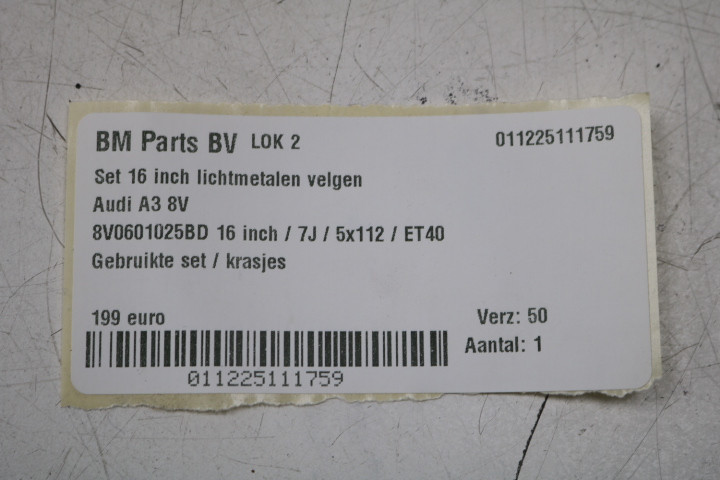 BM Parts BV LOK 2 011225111759
Set 16 inch lichtmetalen velgen
Audi A3 8V
8V0601025BD 16 inch / 7J / 5x112 / ET40
Gebruikte set / krasjes
199 euro Verz: 50
Aantal: 1
011225111759